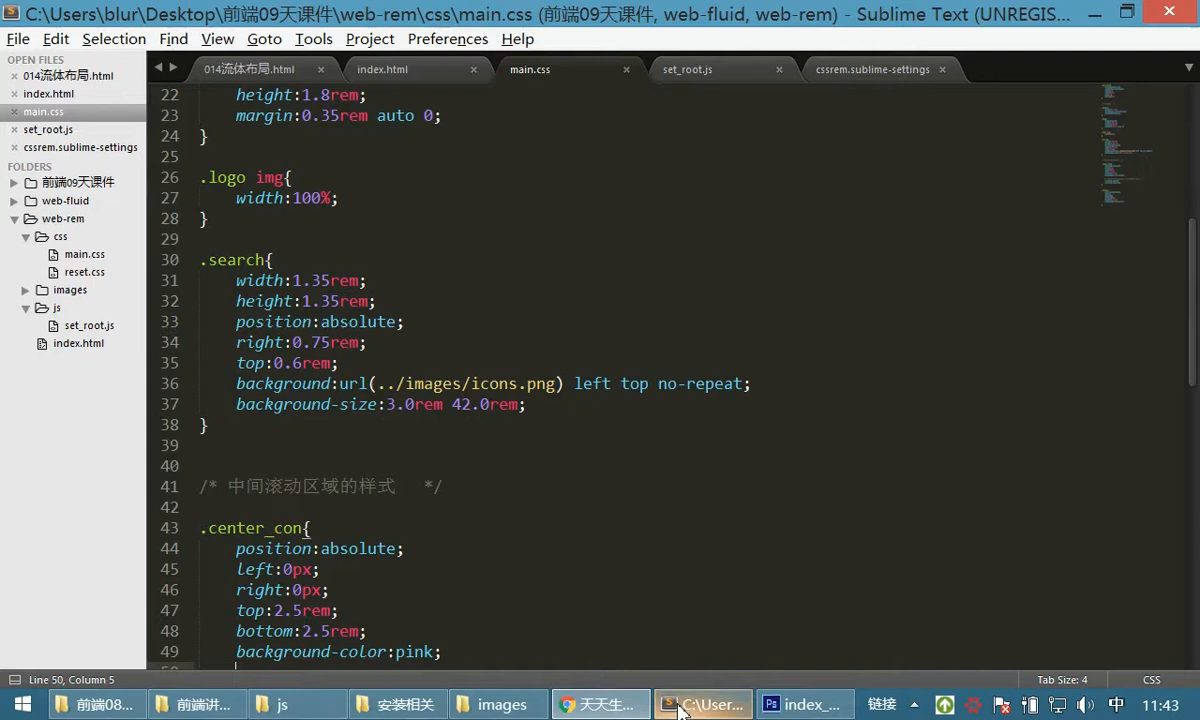 C:\Users\blur\Desktop\前端09天课件\web-rem\css\main.css (前端09天课件, web-fluid, web-rem) - Sublime Text (UNREGIS...
File Edit Selection Find View Goto Tools Project Preferences Help
OPEN FILES
014流体布局.html
index.html
main.css
set_root.js
cssrem.sublime-settings
FOLDERS
前端09天课件
web-fluid
web-rem
css
main.css
reset.css
images
js
set_root.js
index.html
014流体布局.html × index.html × main.css × set_root.js × cssrem.sublime-settings ×
22 height:1.8rem;
23 margin:0.35rem auto 0;
24 }
25
26 .logo img{
27 width:100%;
28 }
29
30 .search{
31 width:1.35rem;
32 height:1.35rem;
33 position:absolute;
34 right:0.75rem;
35 top:0.6rem;
36 background:url(../images/icons.png) left top no-repeat;
37 background-size:3.0rem 42.0rem;
38 }
39
40
41 /* 中间滚动区域的样式 */
42
43 .center_con{
44 position:absolute;
45 left:0px;
46 right:0px;
47 top:2.5rem;
48 bottom:2.5rem;
49 background-color:pink;
Line 50, Column 5 Tab Size: 4 CSS
前端08... 前端讲... js 安装相关 images 天天生... C:\User... index_... 链接 中 11:43